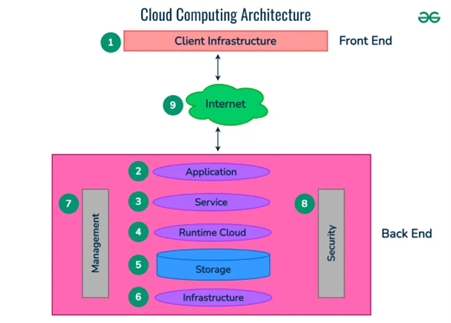 Cloud Computing Architecture
1
Client Infrastructure
Front End
9
Internet
2
Application
3
Service
7
8
4
Runtime Cloud
Management
Security
Back End
5
Storage
6
Infrastructure